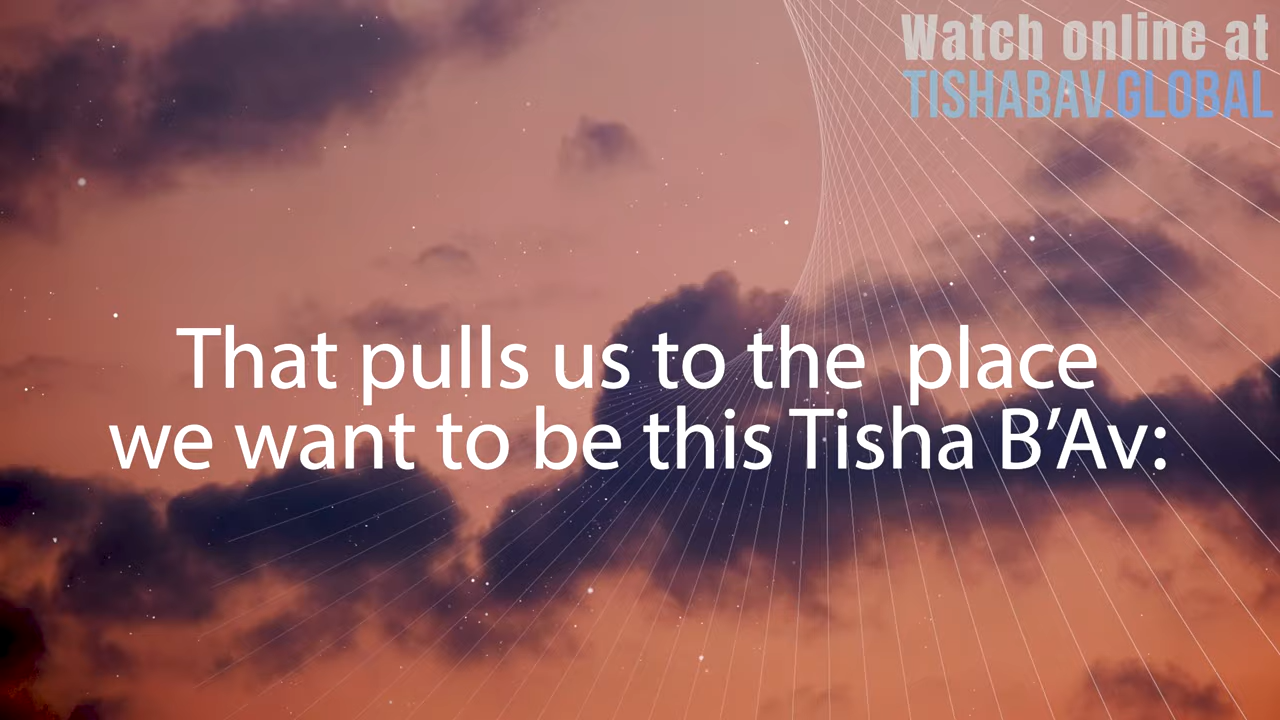 Watch online at
TISHABAV.GLOBAL
That pulls us to the place
we want to be this Tisha B’Av: